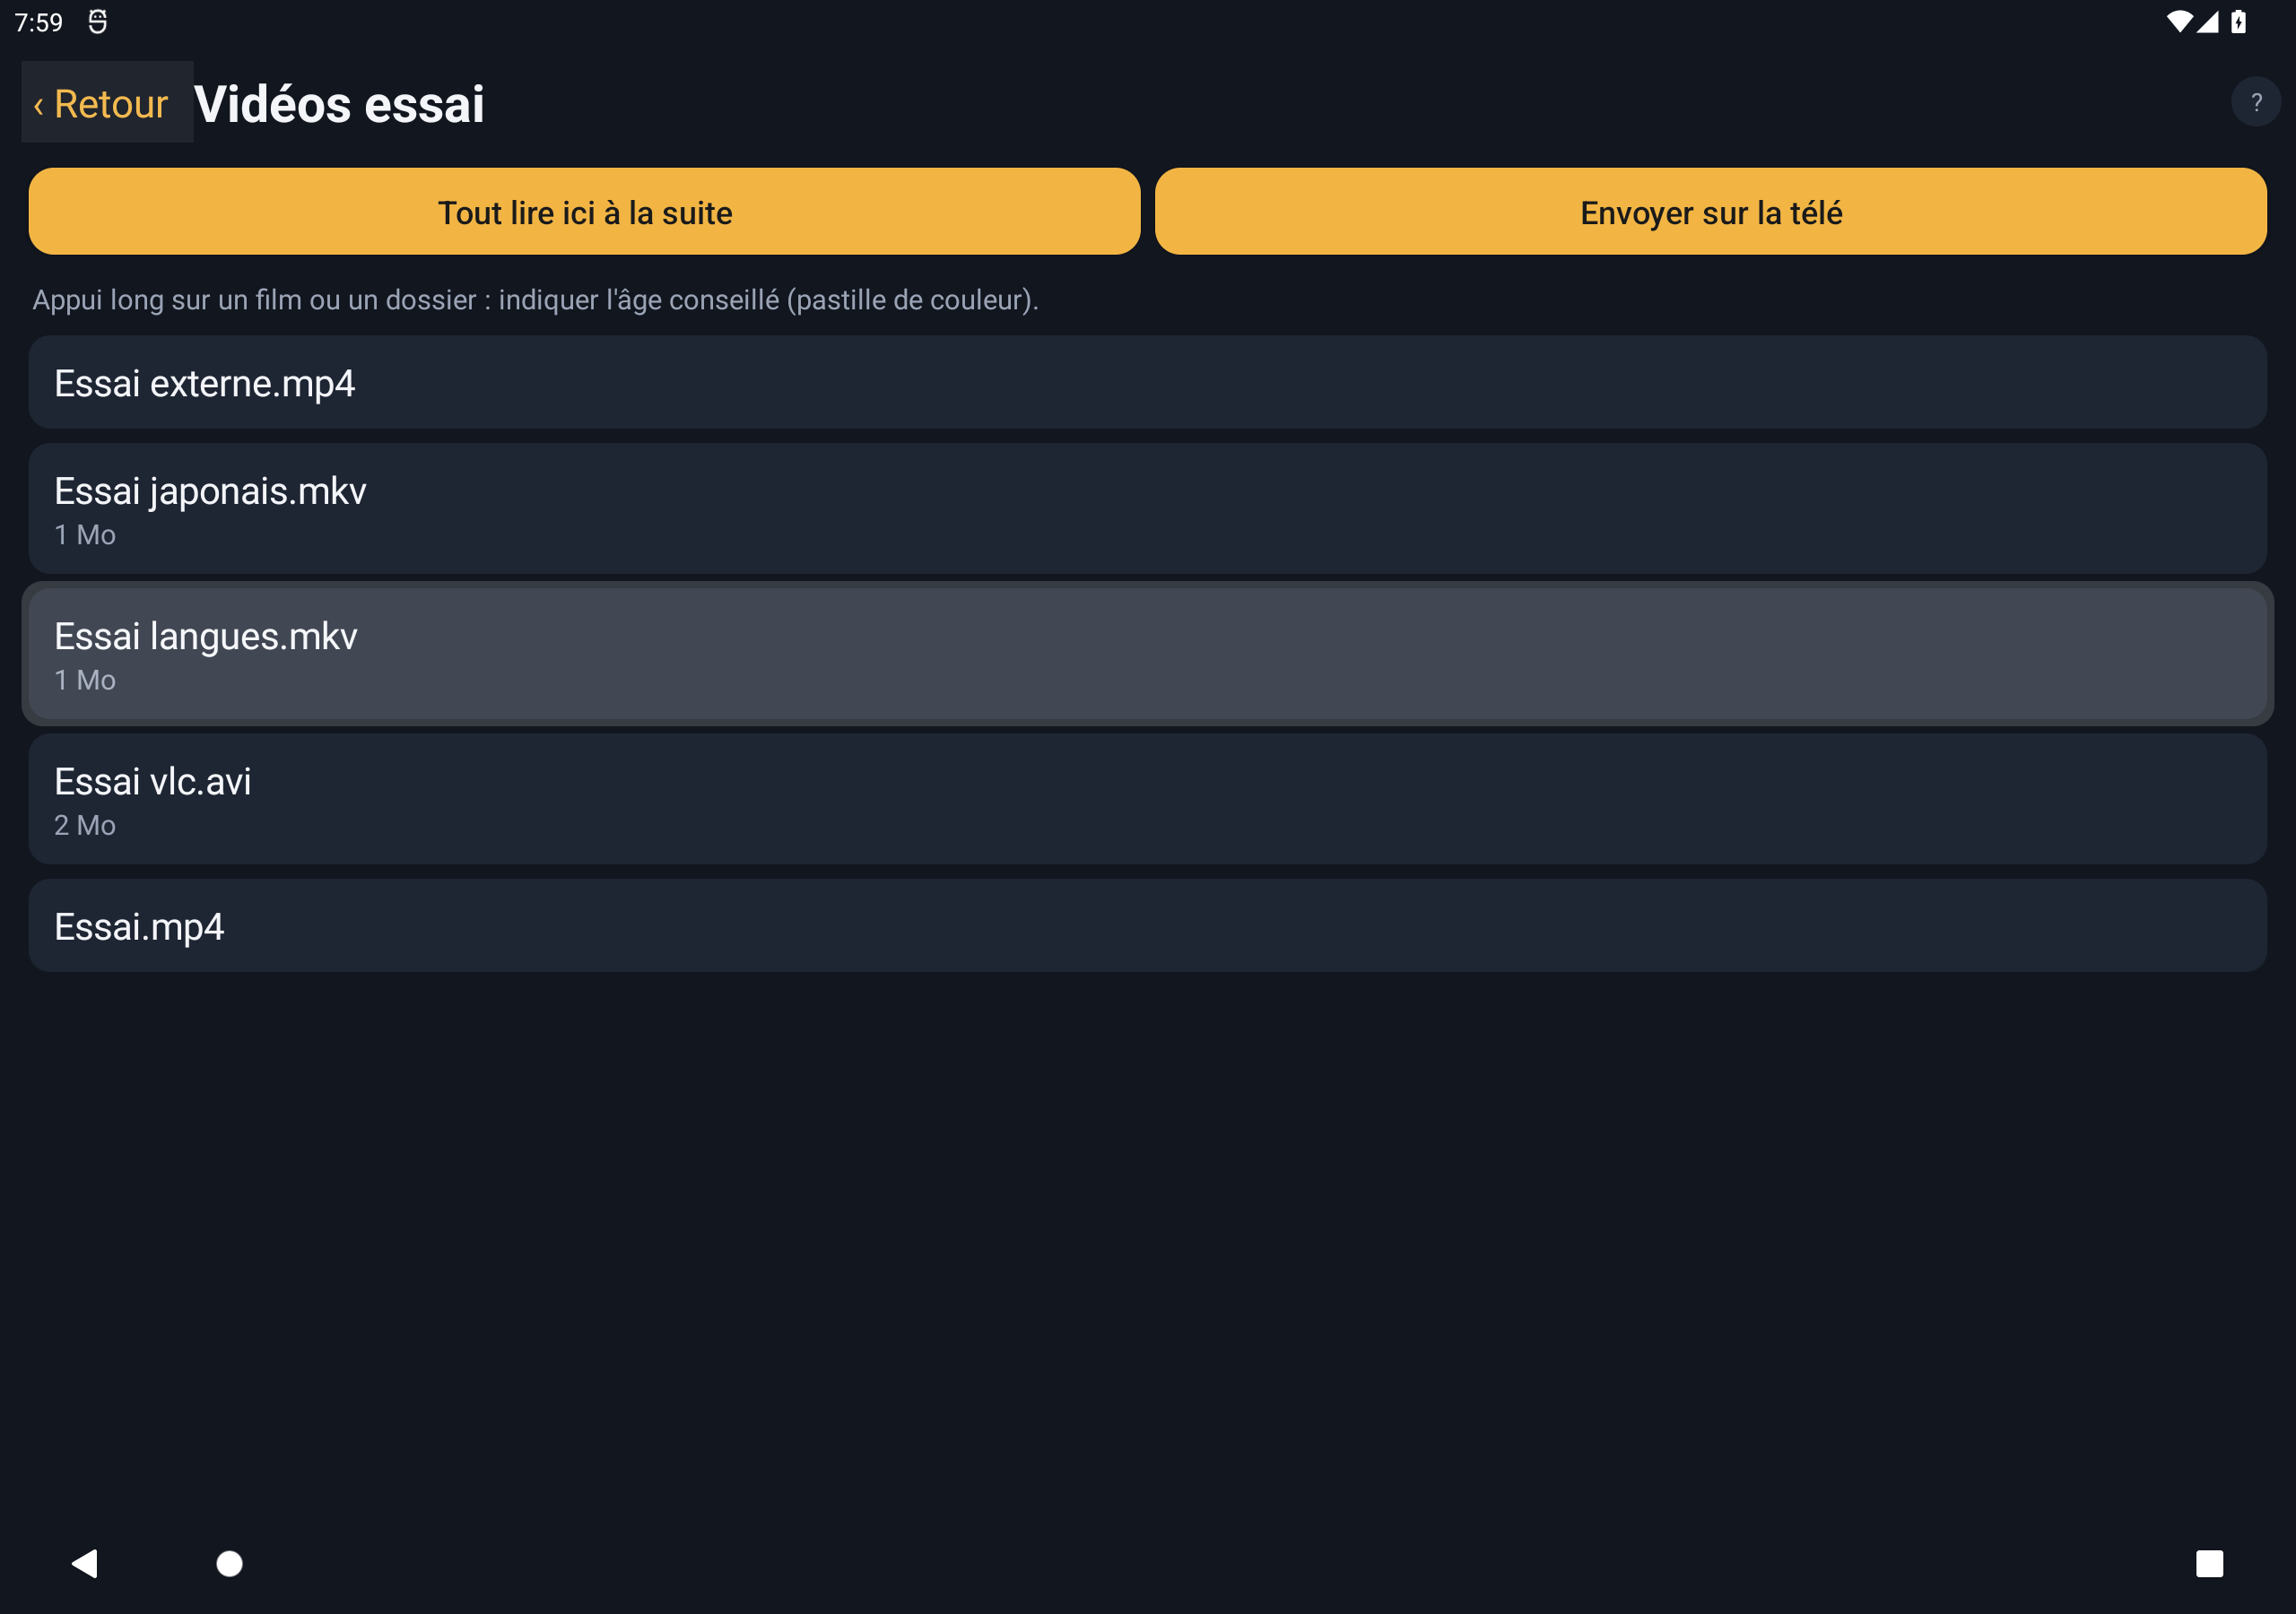 7:59
‹ Retour
Vidéos essai
?
Tout lire ici à la suite
Envoyer sur la télé
Appui long sur un film ou un dossier : indiquer l'âge conseillé (pastille de couleur).
Essai externe.mp4
Essai japonais.mkv
1 Mo
Essai langues.mkv
1 Mo
Essai vlc.avi
2 Mo
Essai.mp4